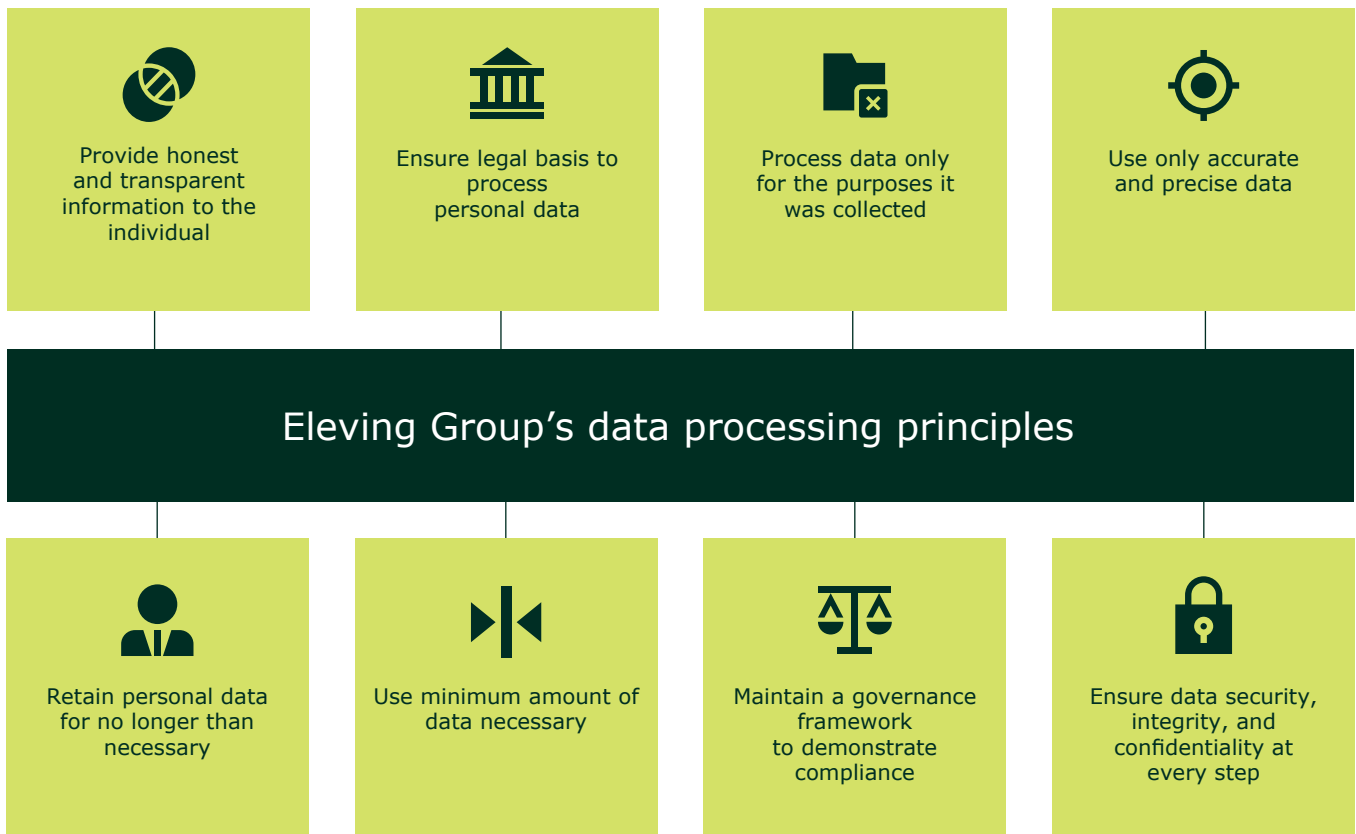 Provide honest
and transparent
information to the
individual
Ensure legal basis to
process
personal data
Process data only
for the purposes it
was collected
Use only accurate
and precise data
Eleving Group’s data processing principles
Retain personal data
for no longer than
necessary
Use minimum amount of
data necessary
Maintain a governance
framework
to demonstrate
compliance
Ensure data security,
integrity, and
confidentiality at
every step